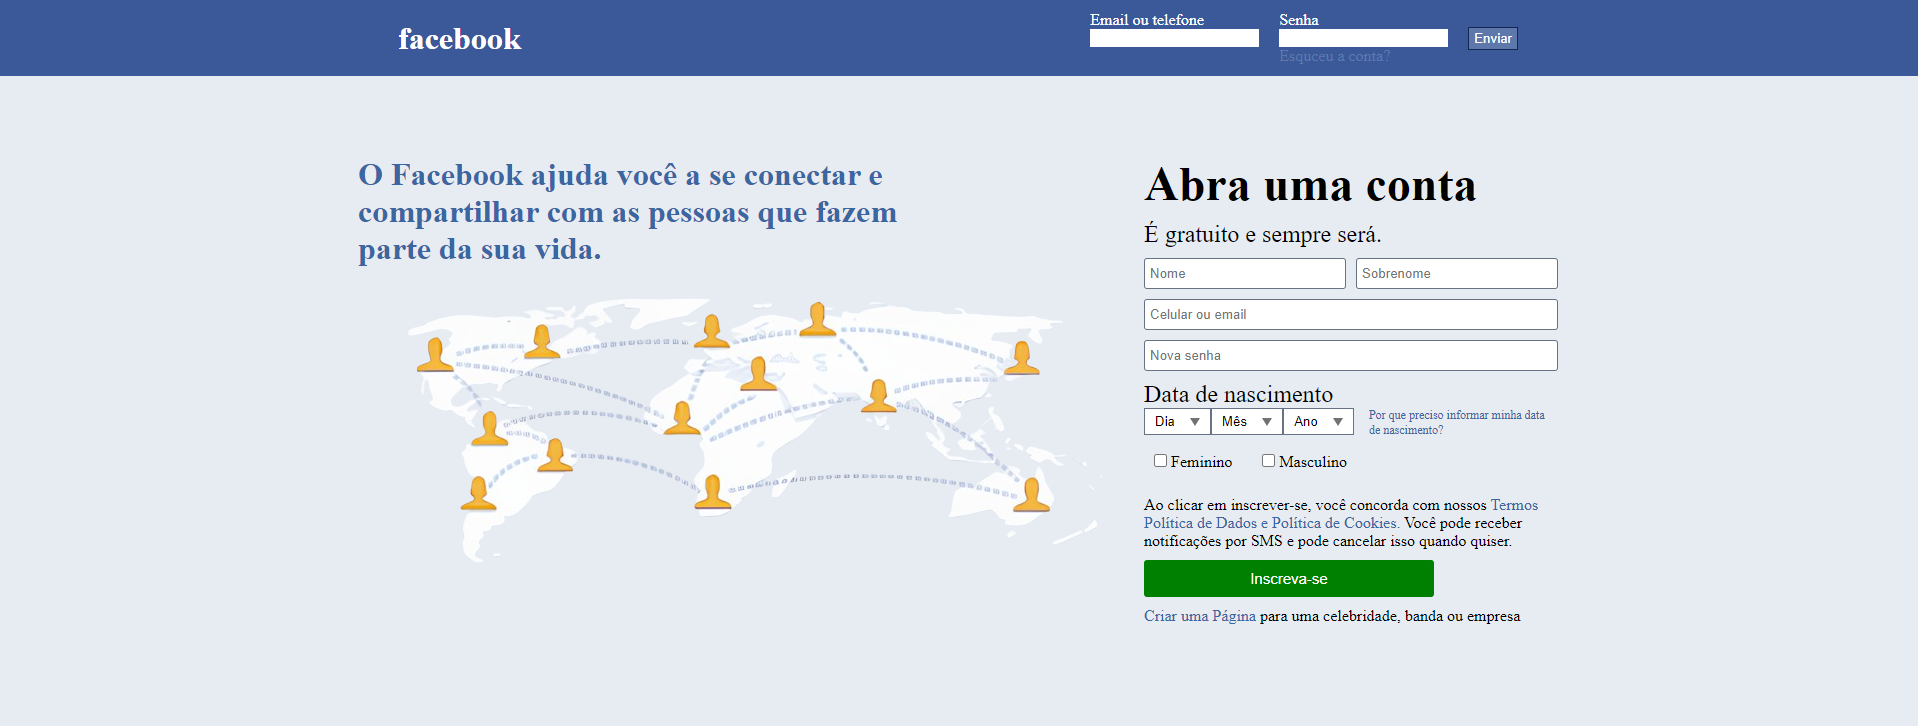 facebook
Email ou telefone
Senha
Enviar
Esquceu a conta?
O Facebook ajuda você a se conectar e
compartilhar com as pessoas que fazem
parte da sua vida.
Abra uma conta
É gratuito e sempre será.
Nome
Sobrenome
Celular ou email
Nova senha
Data de nascimento
Dia
Mês
Ano
Por que preciso informar minha data
de nascimento?
Feminino
Masculino
Ao clicar em inscrever-se, você concorda com nossos Termos
Política de Dados e Política de Cookies. Você pode receber
notificações por SMS e pode cancelar isso quando quiser.
Inscreva-se
Criar uma Página para uma celebridade, banda ou empresa